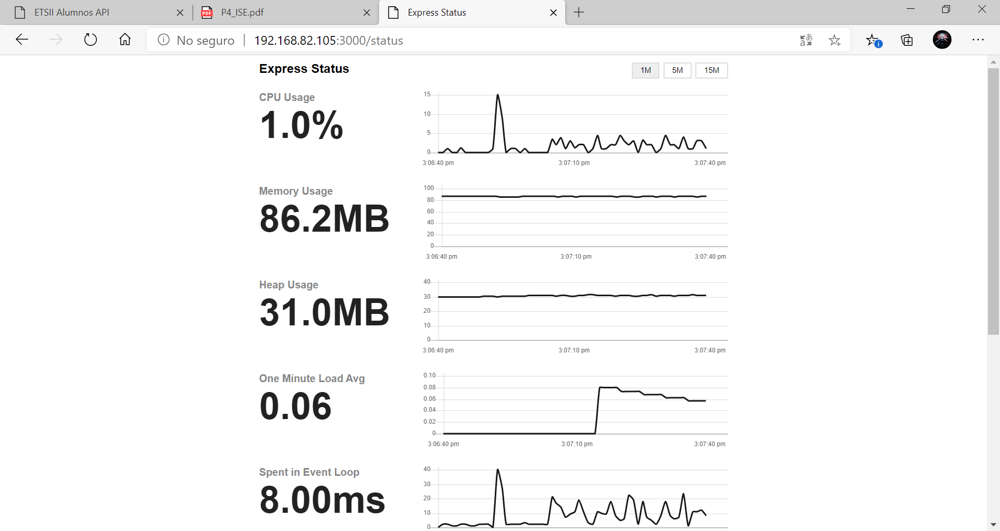 ETSII Alumnos API
PDF
P4_ISE.pdf
Express Status
No seguro
192.168.82.105:3000/status
Express Status
1M
5M
15M
CPU Usage
1.0%
15
10
5
0
3:06:40 pm
3:07:10 pm
3:07:40 pm
Memory Usage
86.2MB
100
80
60
40
20
0
3:06:40 pm
3:07:10 pm
3:07:40 pm
Heap Usage
31.0MB
40
30
20
10
0
3:06:40 pm
3:07:10 pm
3:07:40 pm
One Minute Load Avg
0.06
0.10
0.08
0.06
0.04
0.02
0
3:06:40 pm
3:07:10 pm
3:07:40 pm
Spent in Event Loop
8.00ms
40
30
20
10
0